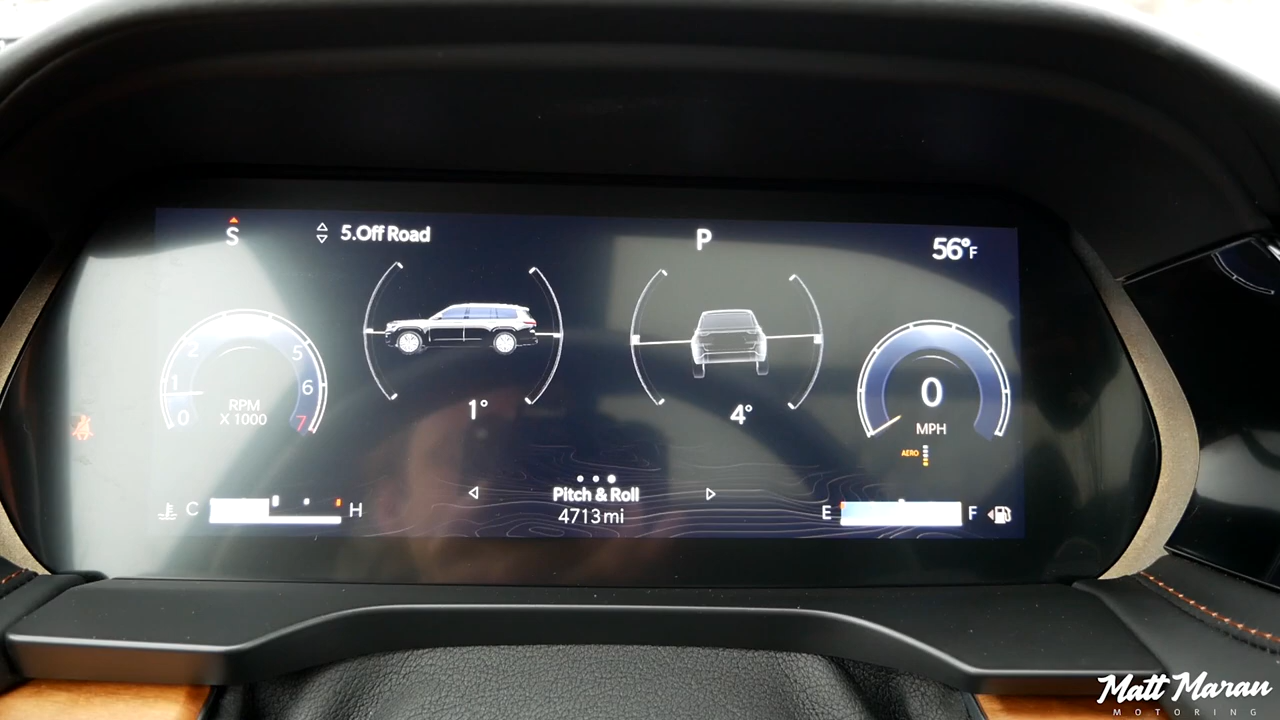 S
5.Off Road
P
56°F
2
5
1
6
0
7
RPM
X 1000
1°
4°
0
MPH
AERO
Pitch & Roll
4713mi
C
H
E
F
Matt Maran
MOTORING